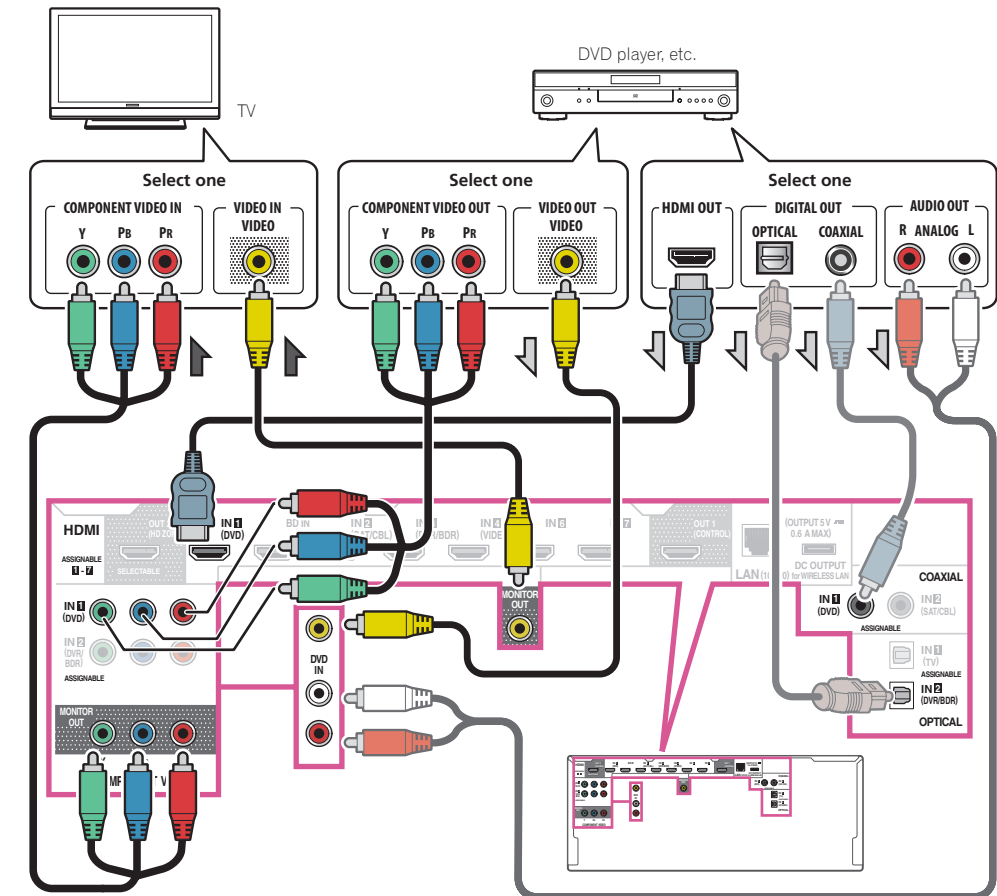 DVD player, etc.
TV
Select one
Select one
Select one
COMPONENT VIDEO IN
VIDEO IN
COMPONENT VIDEO OUT
VIDEO OUT
HDMI OUT
DIGITAL OUT
AUDIO OUT
Y PB PR
VIDEO
Y PB PR
VIDEO
OPTICAL COAXIAL
R ANALOG L
HDMI
IN 1
(DVD)
BD IN
IN 2
IN 4
IN 6
7
OUT 1
(CONTROL)
(OUTPUT 5 V
0.6 A MAX)
ASSIGNABLE
1 - 7
SELECTABLE
DC OUTPUT
for WIRELESS LAN
COAXIAL
IN 1
(DVD)
IN 2
(DVR/
BDR)
ASSIGNABLE
MONITOR
OUT
DVD
IN
MONITOR
OUT
IN 1
(DVD)
IN 2
(SAT/CBL)
ASSIGNABLE
IN 1
(TV)
ASSIGNABLE
IN 2
(DVR/BDR)
OPTICAL